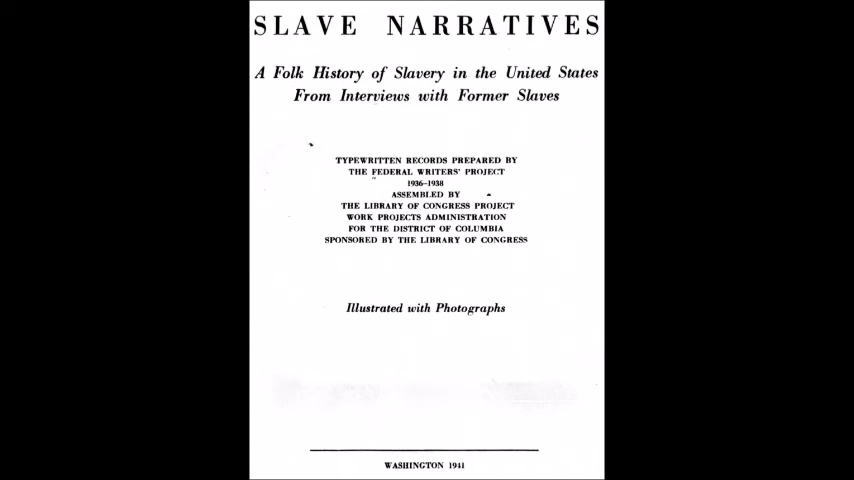 SLAVE NARRATIVES
A Folk History of Slavery in the United States
From Interviews with Former Slaves
TYPEWRITTEN RECORDS PREPARED BY
THE FEDERAL WRITERS' PROJECT
1936–1938
ASSEMBLED BY
THE LIBRARY OF CONGRESS PROJECT
WORK PROJECTS ADMINISTRATION
FOR THE DISTRICT OF COLUMBIA
SPONSORED BY THE LIBRARY OF CONGRESS
Illustrated with Photographs
WASHINGTON 1941